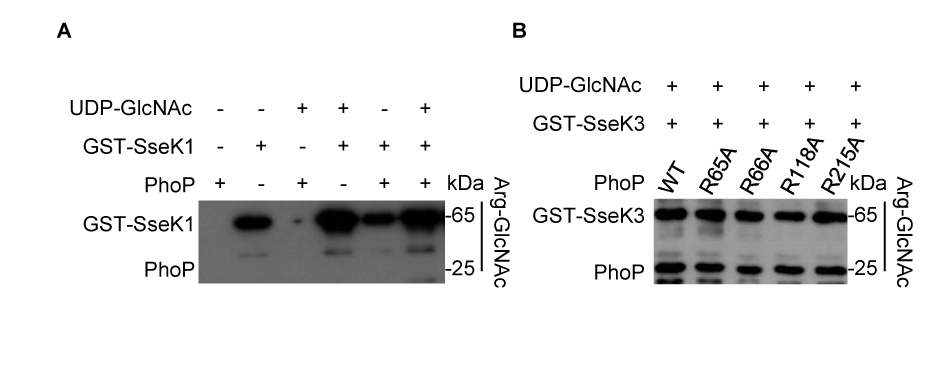 A
UDP-GlcNAc - - + + - +
GST-SseK1 - + - + + +
PhoP + - + - + + kDa
GST-SseK1 -65
PhoP -25
Arg-GlcNAc
B
UDP-GlcNAc + + + + +
GST-SseK3 + + + + +
PhoP WT R65A R66A R118A R215A kDa
GST-SseK3 -65
PhoP -25
Arg-GlcNAc